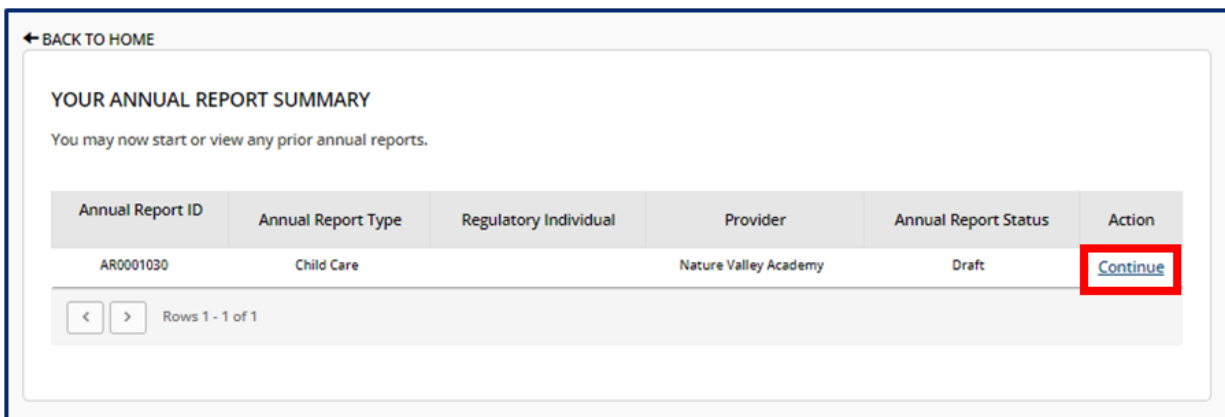 BACK TO HOME
YOUR ANNUAL REPORT SUMMARY
You may now start or view any prior annual reports.
Annual Report ID Annual Report Type Regulatory Individual Provider Annual Report Status Action
AR0001030 Child Care Nature Valley Academy Draft Continue
< > Rows 1 - 1 of 1